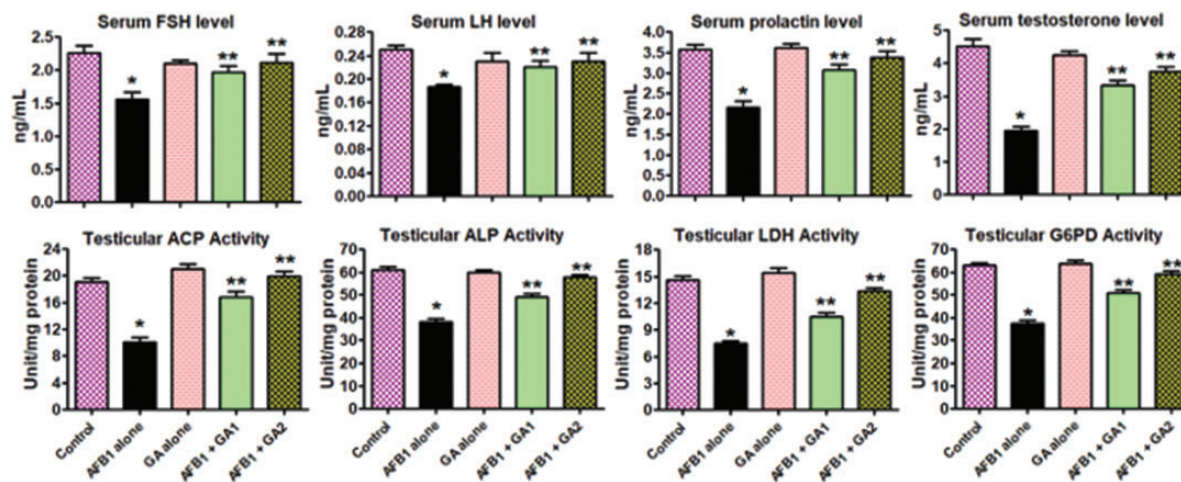 Serum FSH level
ng/mL
2.5
2.0
1.5
1.0
0.5
0.0
*
**
**
Serum LH level
ng/mL
0.28
0.24
0.20
0.16
0.12
0.08
0.04
0.00
*
**
**
Serum prolactin level
ng/mL
4.0
3.5
3.0
2.5
2.0
1.5
1.0
0.5
0.0
*
**
**
Serum testosterone level
ng/mL
5
4
3
2
1
0
*
**
**
Testicular ACP Activity
Unit/mg protein
24
20
16
12
8
4
0
*
**
**
Control
AFB1 alone
GA alone
AFB1 + GA1
AFB1 + GA2
Testicular ALP Activity
Unit/mg protein
70
60
50
40
30
20
10
0
*
**
**
Control
AFB1 alone
GA alone
AFB1 + GA1
AFB1 + GA2
Testicular LDH Activity
Unit/mg protein
18
15
12
9
6
3
0
*
**
**
Control
AFB1 alone
GA alone
AFB1 + GA1
AFB1 + GA2
Testicular G6PD Activity
Unit/mg protein
70
60
50
40
30
20
10
0
*
**
**
Control
AFB1 alone
GA alone
AFB1 + GA1
AFB1 + GA2